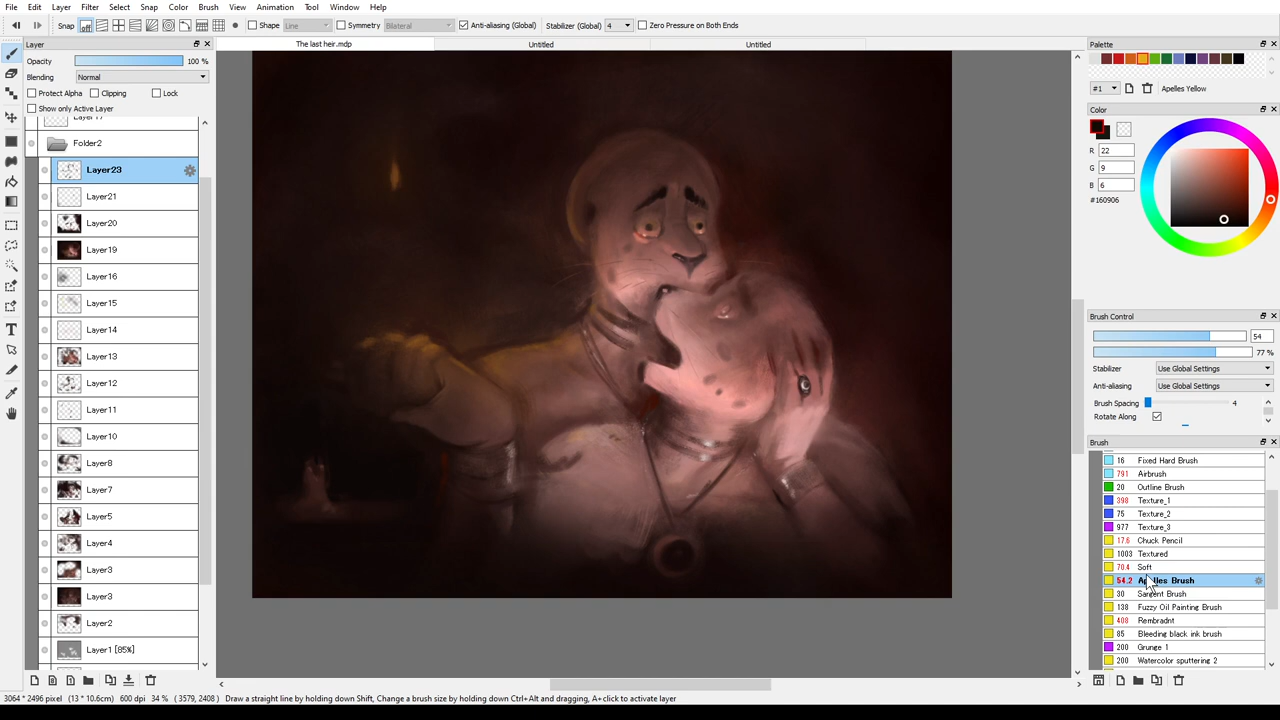 File Edit Layer Filter Select Snap Color Brush View Animation Tool Window Help
Snap off Shape Line Symmetry Bilateral Anti-aliasing (Global) Stabilizer (Global) 4 Zero Pressure on Both Ends
Layer
The last heir.mdp Untitled Untitled
Opacity 100 %
Blending Normal
Protect Alpha Clipping Lock
Show only Active Layer
Layer17
Folder2
Layer23
Layer21
Layer20
Layer19
Layer16
Layer15
Layer14
Layer13
Layer12
Layer11
Layer10
Layer8
Layer7
Layer5
Layer4
Layer3
Layer3
Layer2
Layer1 [85%]
Palette
#1 Apelles Yellow
Color
R 22
G 9
B 6
#160906
Brush Control
54
77 %
Stabilizer Use Global Settings
Anti-aliasing Use Global Settings
Brush Spacing 4
Rotate Along
Brush
16 Fixed Hard Brush
791 Airbrush
20 Outline Brush
398 Texture_1
75 Texture_2
977 Texture_3
17.6 Chuck Pencil
1003 Textured
70.4 Soft
54.2 Apelles Brush
30 Sargent Brush
138 Fuzzy Oil Painting Brush
408 Rembradnt
85 Bleeding black ink brush
200 Grunge 1
200 Watercolor sputtering 2
3064 * 2496 pixel (13 * 10.6cm) 600 dpi 34 % ( 3579, 2408 ) Draw a straight line by holding down Shift, Change a brush size by holding down Ctrl+Alt and dragging, A+click to activate layer